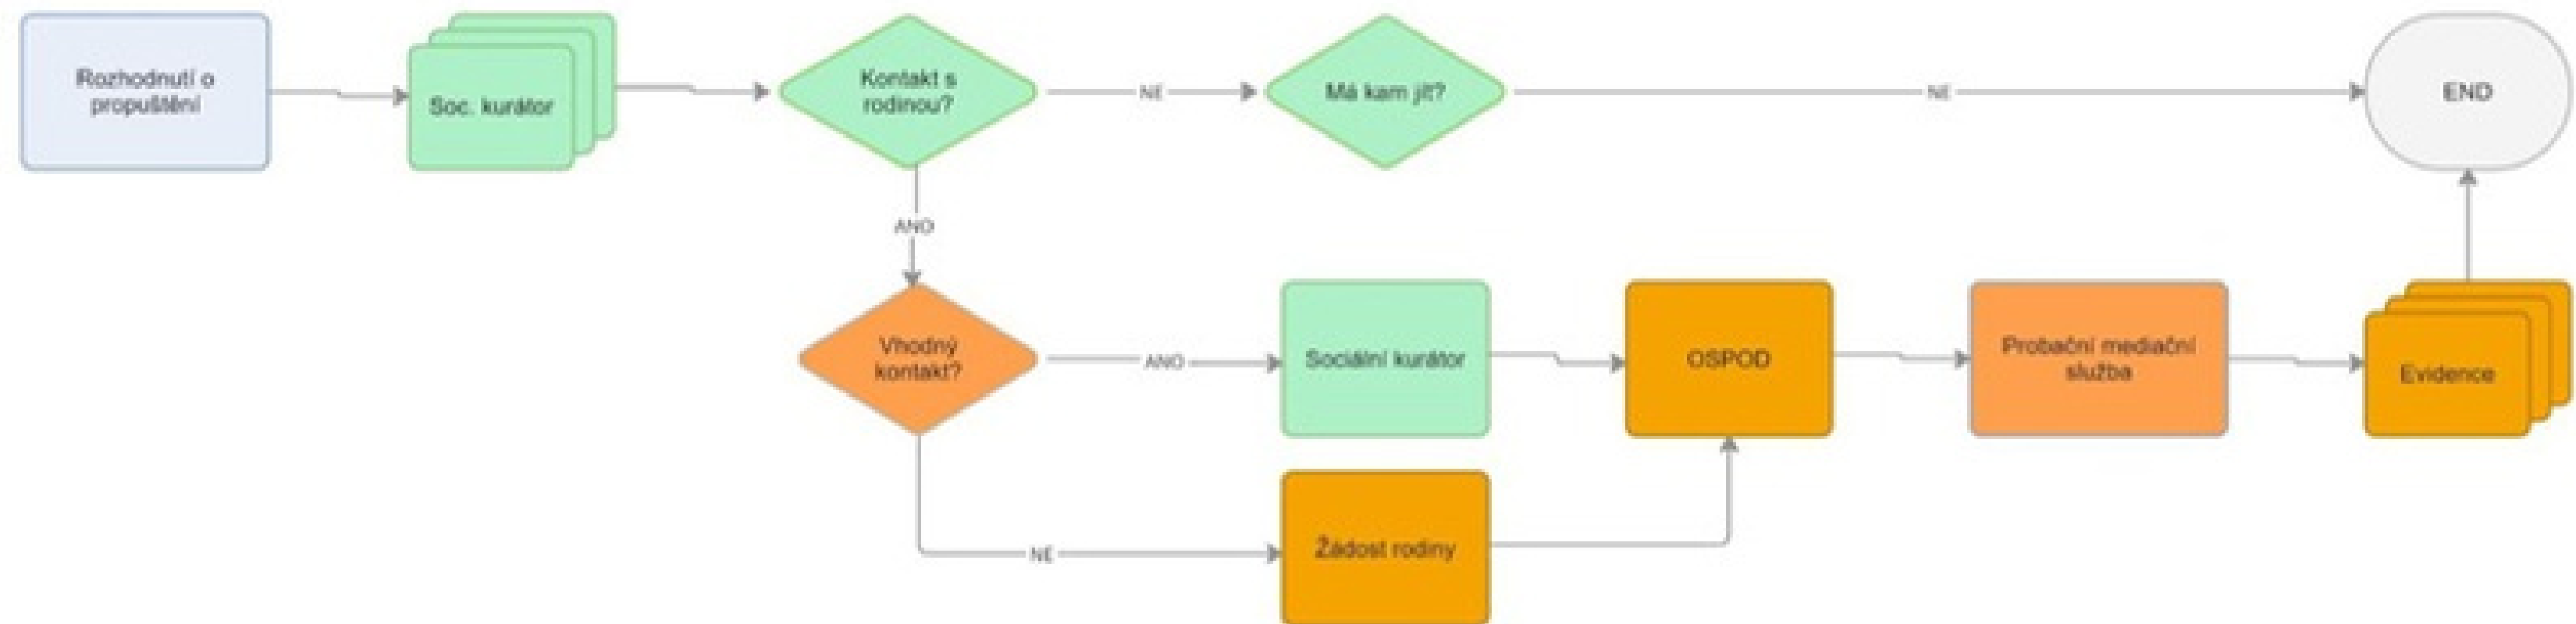 Rozhodnutí o
propuštění
Soc. kurátor
Kontakt s
rodinou?
NE
Má kam jít?
NE
END
ANO
Vhodný
kontakt?
ANO
Sociální kurátor
OSPOD
Probační mediační
služba
Evidence
NE
Žádost rodiny